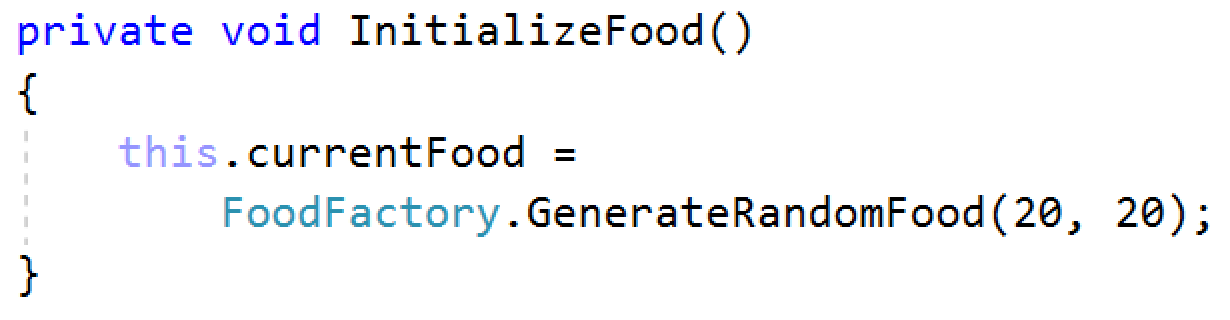 private void InitializeFood()
{
    this.currentFood =
        FoodFactory.GenerateRandomFood(20, 20);
}